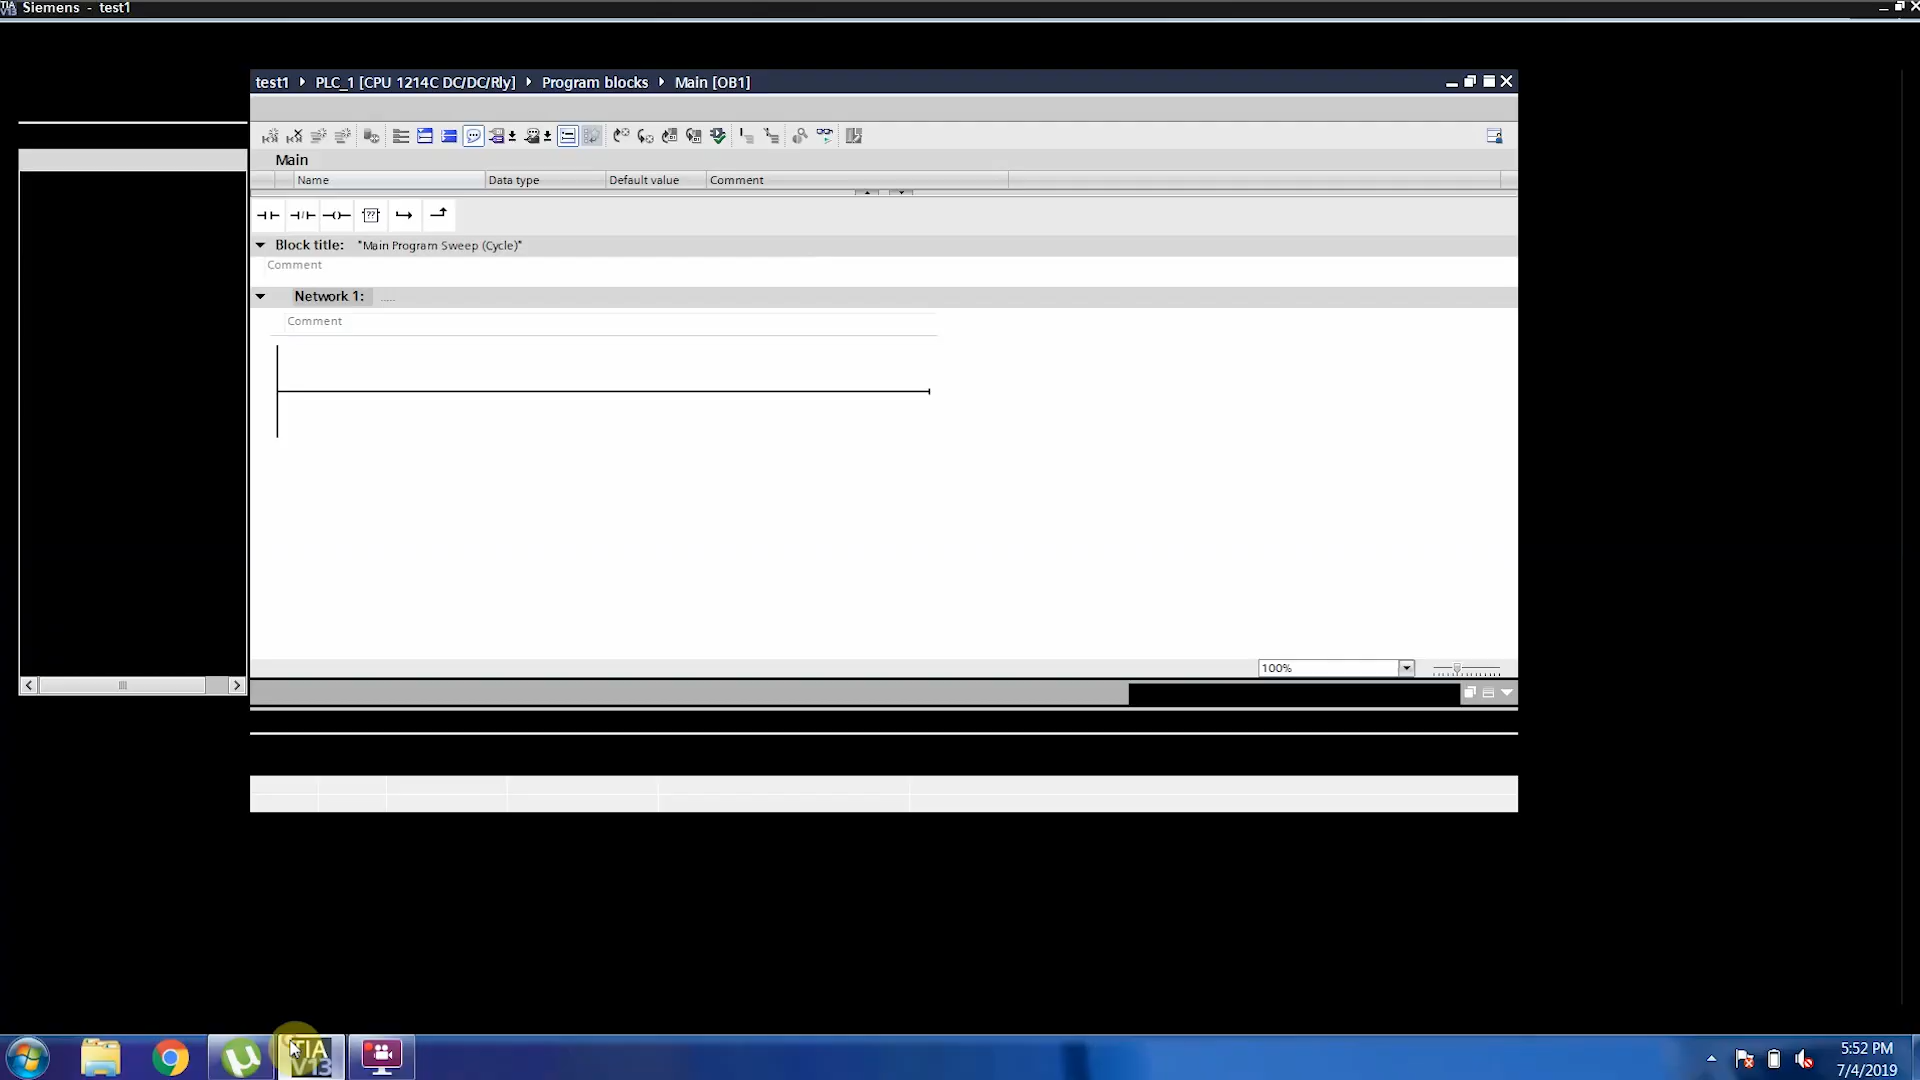 Siemens - test1
test1 PLC_1 [CPU 1214C DC/DC/Rly] Program blocks Main [OB1]
Main
Name Data type Default value Comment
??
Block title: "Main Program Sweep (Cycle)"
Comment
Network 1: .....
Comment
100%
TIA
V13
5:52 PM
7/4/2019